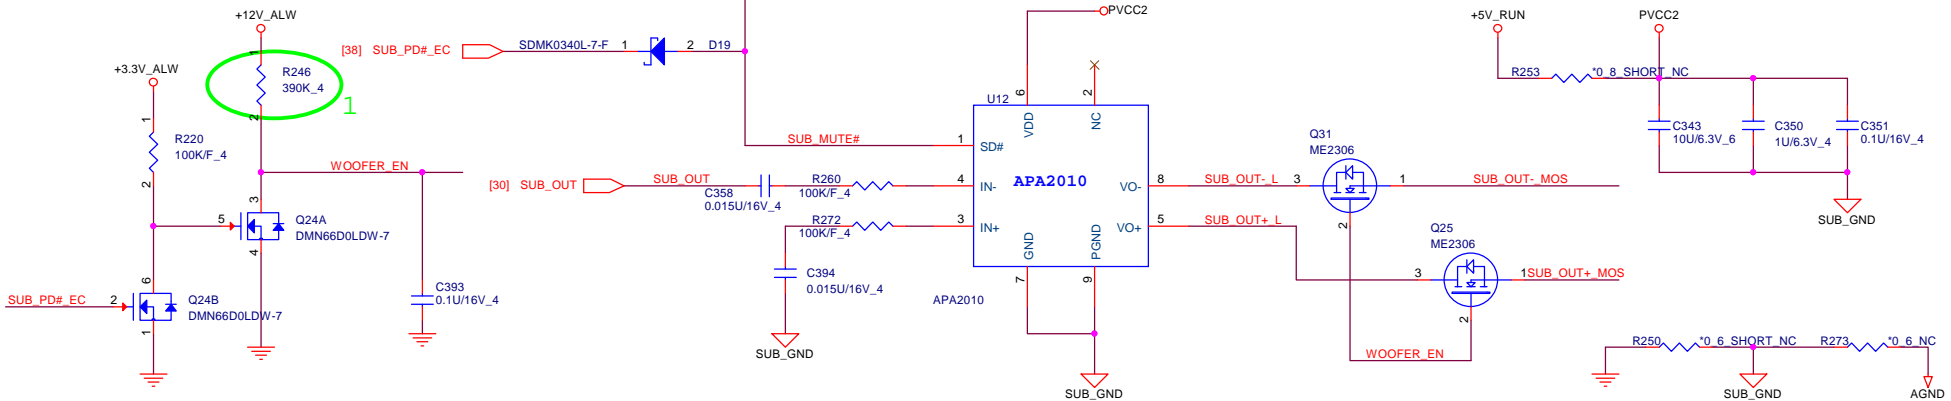 +12V_ALW
1
R246
390K_4
2
1
+3.3V_ALW
1
R220
100K/F_4
2
WOOFER_EN
3
5
Q24A
DMN66D0LDW-7
4
6
SUB_PD#_EC
2
Q24B
DMN66D0LDW-7
1
C393
0.1U/16V_4
[38] SUB_PD#_EC
SDMK0340L-7-F
1
2
D19
SUB_MUTE#
[30] SUB_OUT
SUB_OUT
C358
0.015U/16V_4
R260
100K/F_4
R272
100K/F_4
C394
0.015U/16V_4
SUB_GND
PVCC2
U12
6
2
VDD
NC
1
SD#
4
IN-
3
IN+
APA2010
VO-
8
VO+
5
GND
PGND
7
9
APA2010
SUB_GND
SUB_OUT-_L
3
Q31
ME2306
1
SUB_OUT-_MOS
2
SUB_OUT+_L
Q25
ME2306
3
1
SUB_OUT+_MOS
2
WOOFER_EN
+5V_RUN
PVCC2
R253
*0_8_SHORT_NC
C343
10U/6.3V_6
C350
1U/6.3V_4
C351
0.1U/16V_4
SUB_GND
R250
*0_6_SHORT_NC
R273
*0_6_NC
SUB_GND
AGND